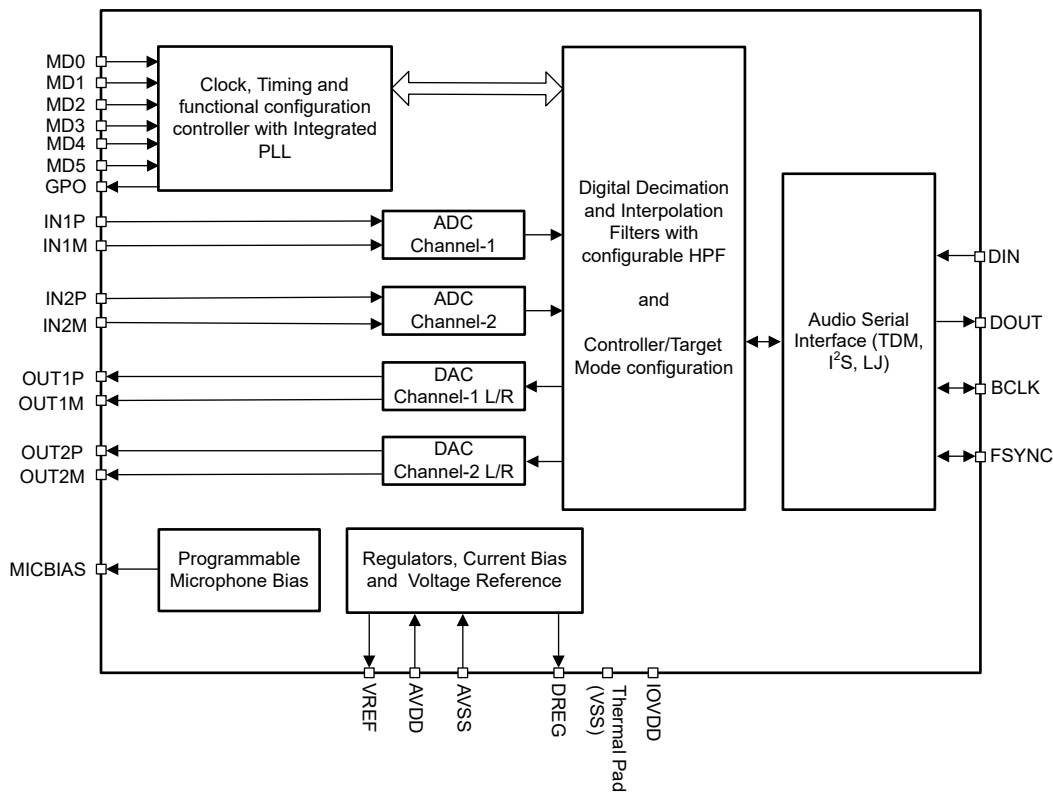 MD0
MD1
MD2
MD3
MD4
MD5
GPO
Clock, Timing and
functional configuration
controller with Integrated
PLL
IN1P
IN1M
ADC
Channel-1
IN2P
IN2M
ADC
Channel-2
OUT1P
OUT1M
DAC
Channel-1 L/R
OUT2P
OUT2M
DAC
Channel-2 L/R
Digital Decimation
and Interpolation
Filters with
configurable HPF
and
Controller/Target
Mode configuration
Audio Serial
Interface (TDM,
I²S, LJ)
DIN
DOUT
BCLK
FSYNC
MICBIAS
Programmable
Microphone Bias
Regulators, Current Bias
and Voltage Reference
VREF
AVDD
AVSS
DREG
Thermal Pad
(VSS)
IOVDD